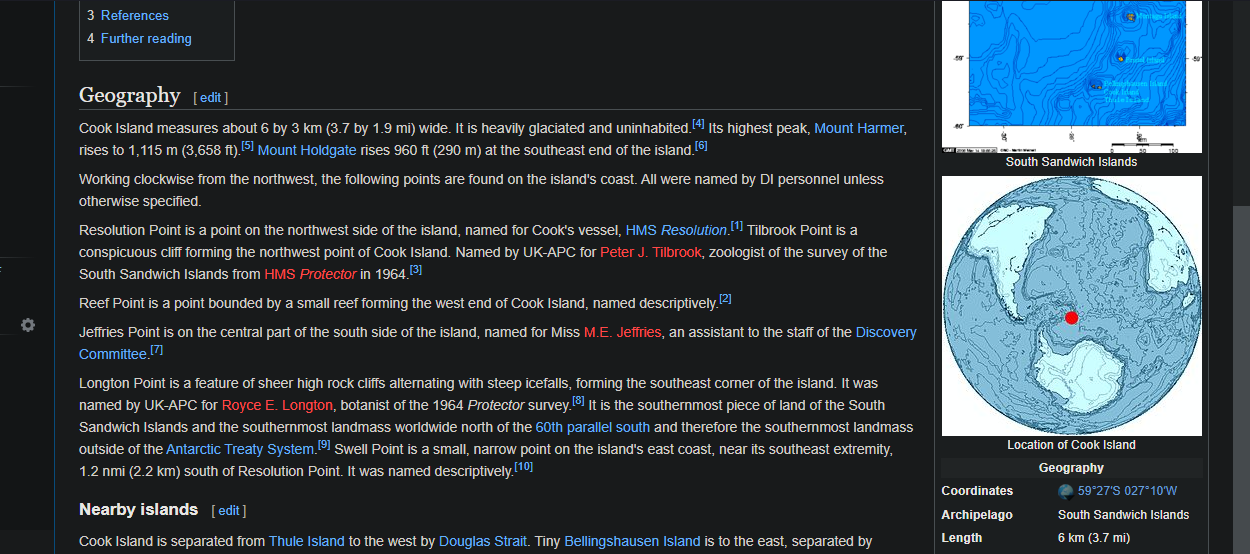 3 References
4 Further reading
Geography [ edit ]
Cook Island measures about 6 by 3 km (3.7 by 1.9 mi) wide. It is heavily glaciated and uninhabited.[4] Its highest peak, Mount Harmer,
rises to 1,115 m (3,658 ft).[5] Mount Holdgate rises 960 ft (290 m) at the southeast end of the island.[6]
Working clockwise from the northwest, the following points are found on the island's coast. All were named by DI personnel unless
otherwise specified.
Resolution Point is a point on the northwest side of the island, named for Cook's vessel, HMS Resolution.[1] Tilbrook Point is a
conspicuous cliff forming the northwest point of Cook Island. Named by UK-APC for Peter J. Tilbrook, zoologist of the survey of the
South Sandwich Islands from HMS Protector in 1964.[3]
Reef Point is a point bounded by a small reef forming the west end of Cook Island, named descriptively.[2]
Jeffries Point is on the central part of the south side of the island, named for Miss M.E. Jeffries, an assistant to the staff of the Discovery
Committee.[7]
Longton Point is a feature of sheer high rock cliffs alternating with steep icefalls, forming the southeast corner of the island. It was
named by UK-APC for Royce E. Longton, botanist of the 1964 Protector survey.[8] It is the southernmost piece of land of the South
Sandwich Islands and the southernmost landmass worldwide north of the 60th parallel south and therefore the southernmost landmass
outside of the Antarctic Treaty System.[9] Swell Point is a small, narrow point on the island's east coast, near its southeast extremity,
1.2 nmi (2.2 km) south of Resolution Point. It was named descriptively.[10]
Nearby islands [ edit ]
Cook Island is separated from Thule Island to the west by Douglas Strait. Tiny Bellingshausen Island is to the east, separated by
Bellingshausen Island
Thule Island
-59°
-59°
-60°
km
0 50 100
South Sandwich Islands
Location of Cook Island
Geography
Coordinates 59°27′S 027°10′W
Archipelago South Sandwich Islands
Length 6 km (3.7 mi)